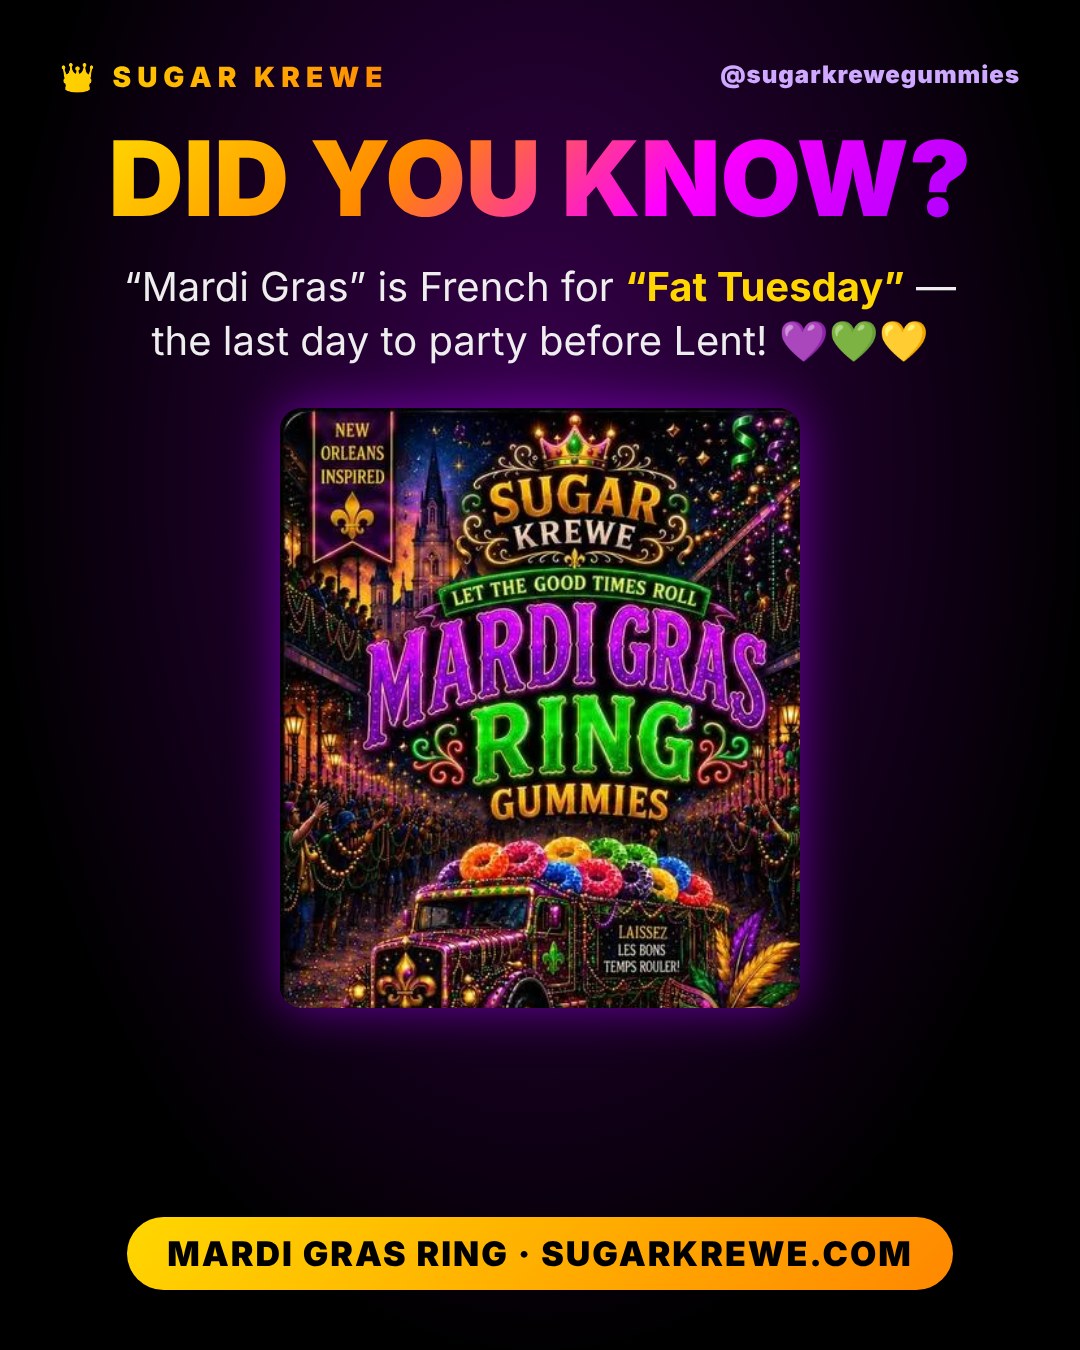 SUGAR KREWE
@sugarkrewegummies
DID YOU KNOW?
“Mardi Gras” is French for “Fat Tuesday” —
the last day to party before Lent! 💜💚💛
NEW
ORLEANS
INSPIRED
SUGAR
KREWE
LET THE GOOD TIMES ROLL
MARDI GRAS
RING
GUMMIES
LAISSEZ
LES BONS
TEMPS ROULER!
MARDI GRAS RING · SUGARKREWE.COM